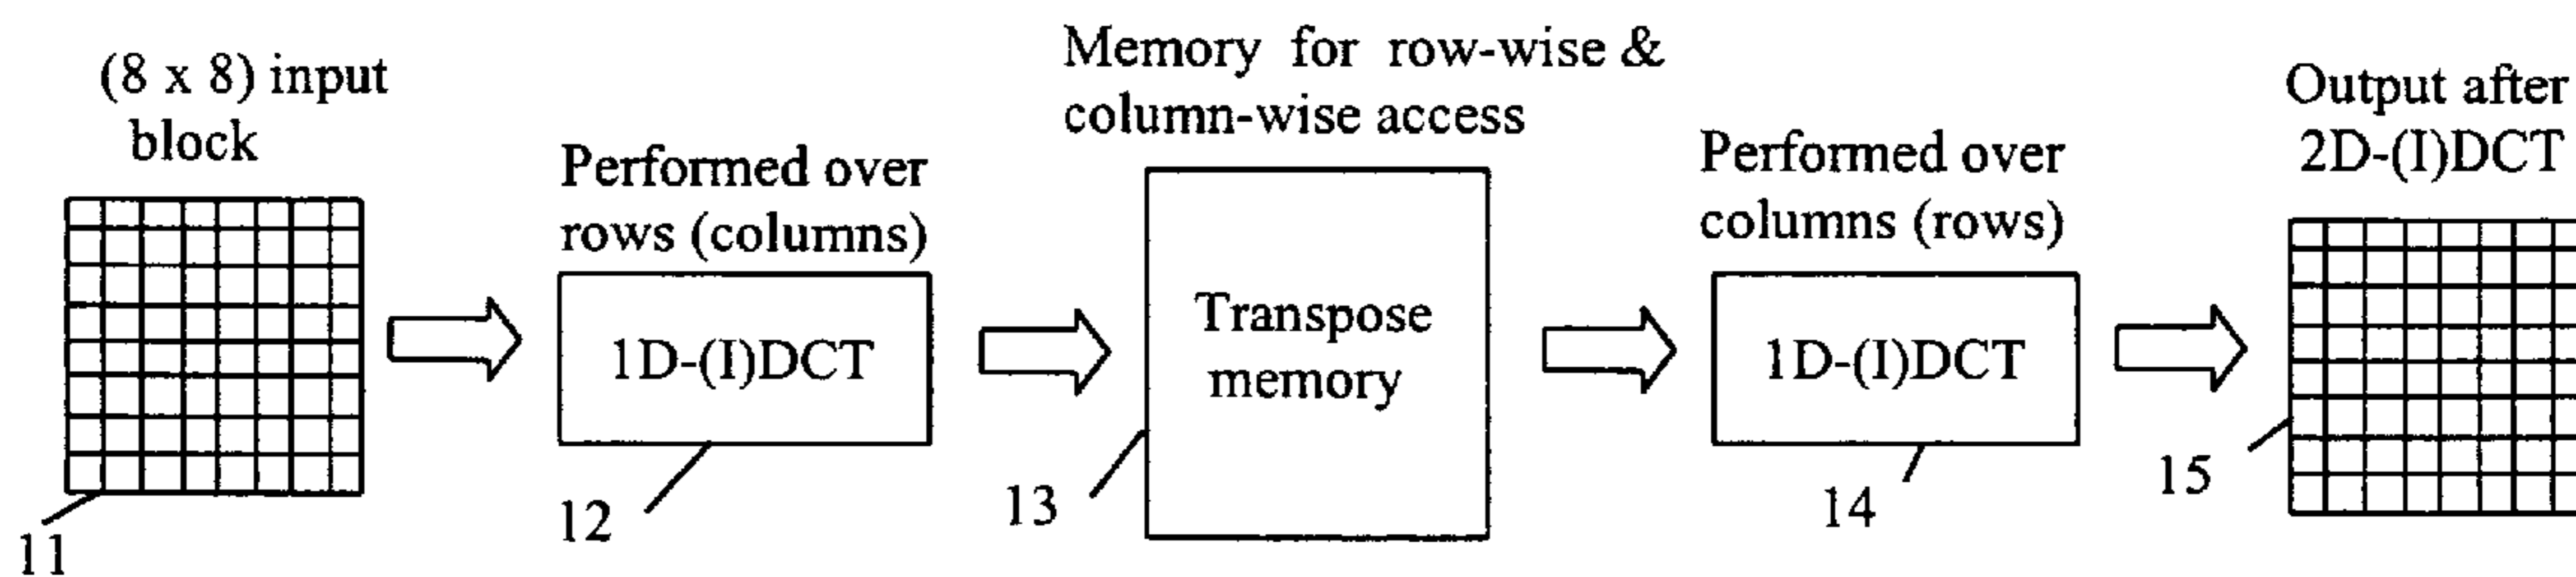 (8 x 8) input
block
11
Performed over
rows (columns)
1D-(I)DCT
12
Memory for row-wise &
column-wise access
Transpose
memory
13
Performed over
columns (rows)
1D-(I)DCT
14
Output after
2D-(I)DCT
15